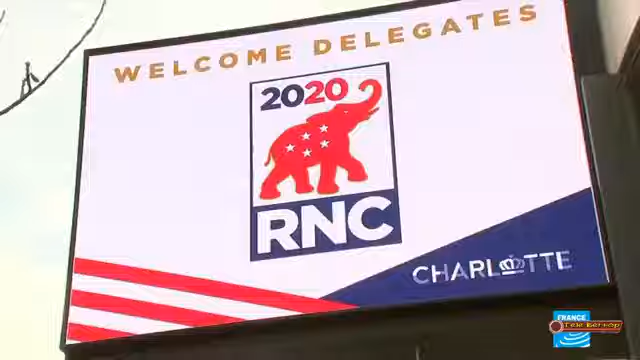 WELCOME DELEGATES
2020
RNC
CHARLOTTE
FRANCE